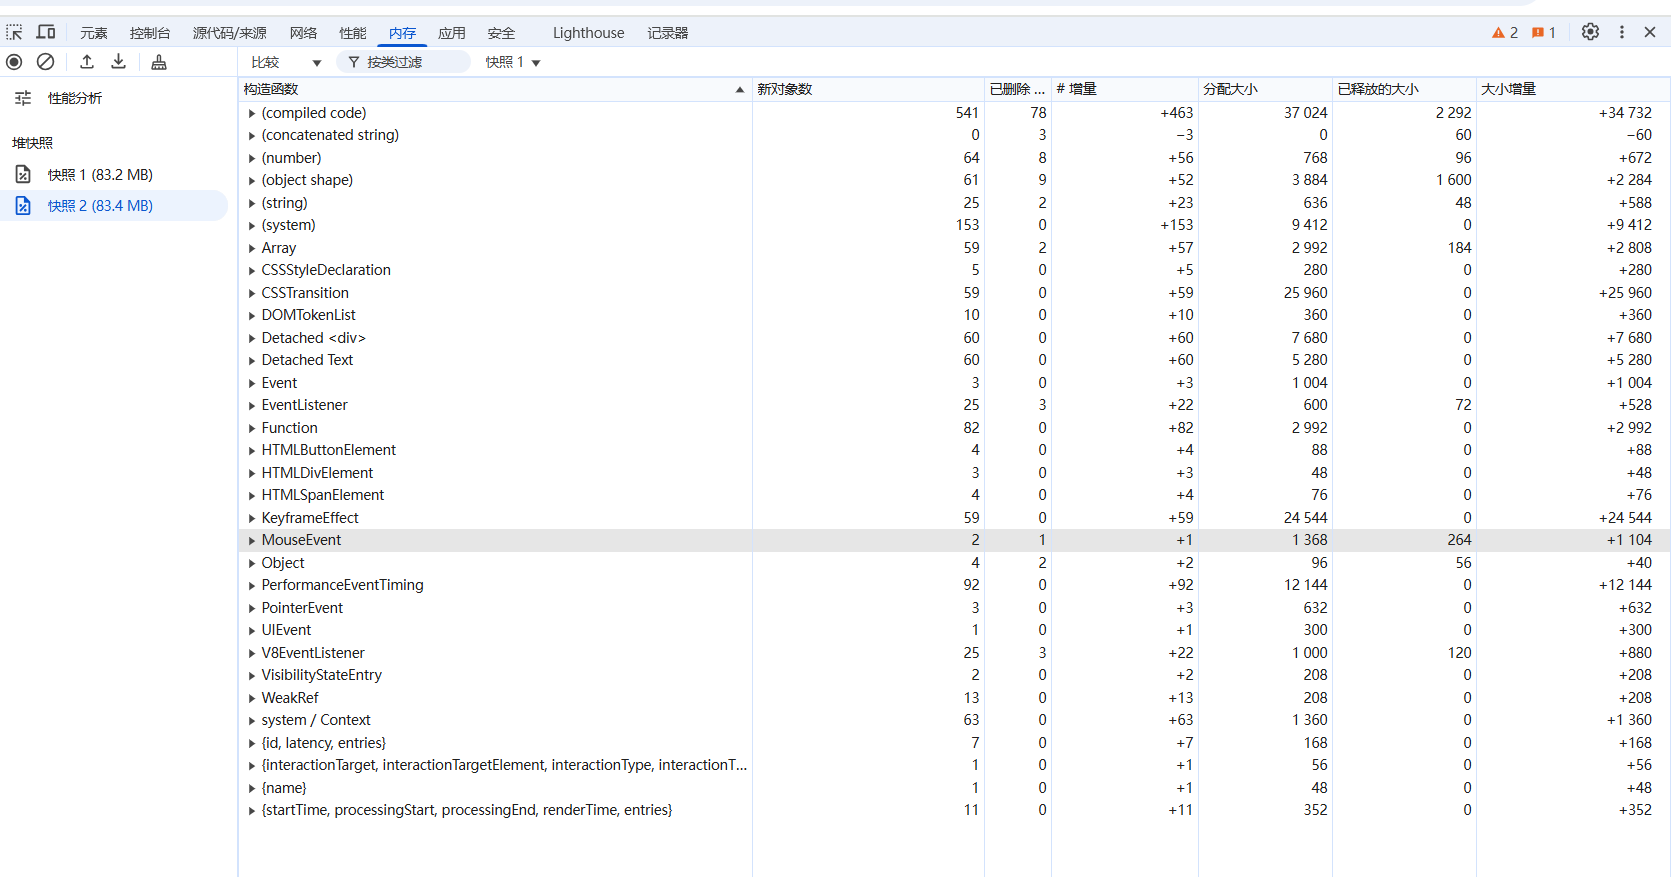 元素 控制台 源代码/来源 网络 性能 内存 应用 安全 Lighthouse 记录器 2 1
比较 按类过滤 快照 1
性能分析
堆快照
快照 1 (83.2 MB)
快照 2 (83.4 MB)
构造函数 新对象数 已删除 ... # 增量 分配大小 已释放的大小 大小增量
(compiled code) 541 78 +463 37 024 2 292 +34 732
(concatenated string) 0 3 −3 0 60 −60
(number) 64 8 +56 768 96 +672
(object shape) 61 9 +52 3 884 1 600 +2 284
(string) 25 2 +23 636 48 +588
(system) 153 0 +153 9 412 0 +9 412
Array 59 2 +57 2 992 184 +2 808
CSSStyleDeclaration 5 0 +5 280 0 +280
CSSTransition 59 0 +59 25 960 0 +25 960
DOMTokenList 10 0 +10 360 0 +360
Detached <div> 60 0 +60 7 680 0 +7 680
Detached Text 60 0 +60 5 280 0 +5 280
Event 3 0 +3 1 004 0 +1 004
EventListener 25 3 +22 600 72 +528
Function 82 0 +82 2 992 0 +2 992
HTMLButtonElement 4 0 +4 88 0 +88
HTMLDivElement 3 0 +3 48 0 +48
HTMLSpanElement 4 0 +4 76 0 +76
KeyframeEffect 59 0 +59 24 544 0 +24 544
MouseEvent 2 1 +1 1 368 264 +1 104
Object 4 2 +2 96 56 +40
PerformanceEventTiming 92 0 +92 12 144 0 +12 144
PointerEvent 3 0 +3 632 0 +632
UIEvent 1 0 +1 300 0 +300
V8EventListener 25 3 +22 1 000 120 +880
VisibilityStateEntry 2 0 +2 208 0 +208
WeakRef 13 0 +13 208 0 +208
system / Context 63 0 +63 1 360 0 +1 360
{id, latency, entries} 7 0 +7 168 0 +168
{interactionTarget, interactionTargetElement, interactionType, interactionT... 1 0 +1 56 0 +56
{name} 1 0 +1 48 0 +48
{startTime, processingStart, processingEnd, renderTime, entries} 11 0 +11 352 0 +352